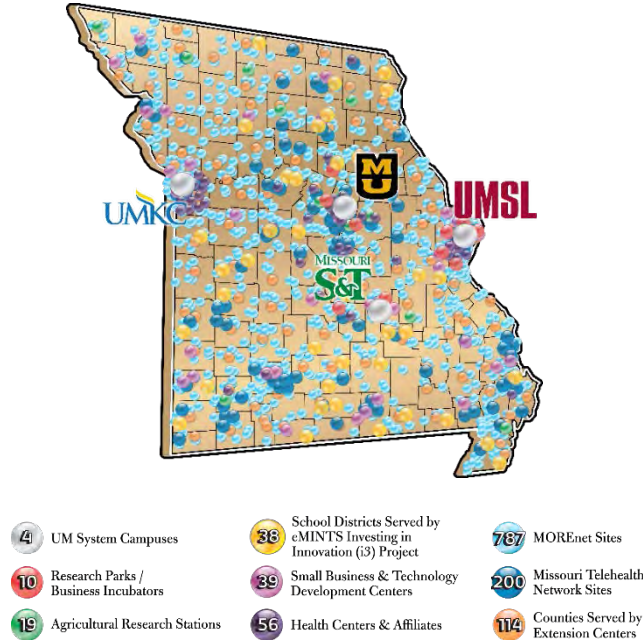 MU
UMKC
UMSL
MISSOURI
S&T
4 UM System Campuses
10 Research Parks /
Business Incubators
19 Agricultural Research Stations
38 School Districts Served by
eMINTS Investing in
Innovation (i3) Project
39 Small Business & Technology
Development Centers
56 Health Centers & Affiliates
787 MOREnet Sites
200 Missouri Telehealth
Network Sites
114 Counties Served by
Extension Centers